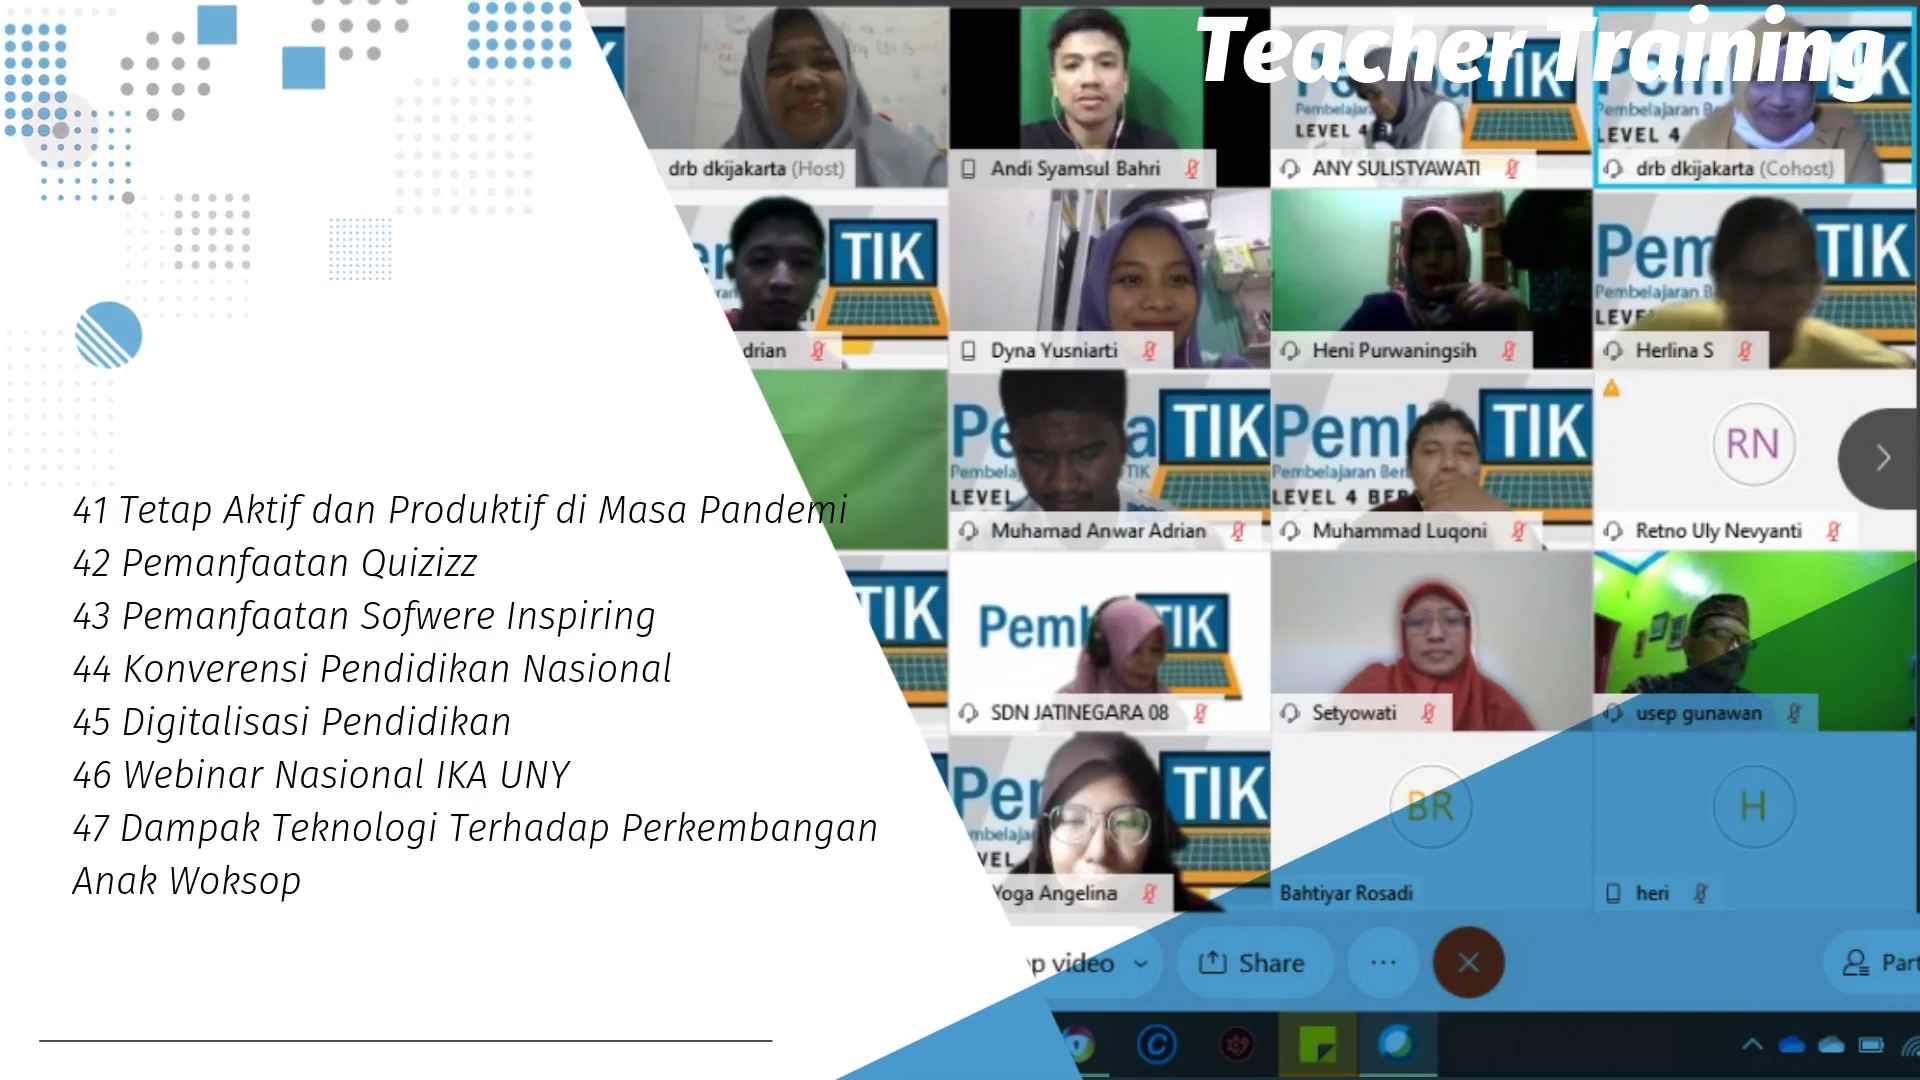 Teacher Training
drb dkijakarta (Host)
Andi Syamsul Bahri
ANY SULISTYAWATI
drb dkijakarta (Cohost)
drian
Dyna Yusniarti
Heni Purwaningsih
Herlina S
Muhamad Anwar Adrian
Muhammad Luqoni
RN
Retno Uly Nevyanti
SDN JATINEGARA 08
Setyowati
usep gunawan
Yoga Angelina
BR
Bahtiyar Rosadi
H
heri
41 Tetap Aktif dan Produktif di Masa Pandemi
42 Pemanfaatan Quizizz
43 Pemanfaatan Sofwere Inspiring
44 Konverensi Pendidikan Nasional
45 Digitalisasi Pendidikan
46 Webinar Nasional IKA UNY
47 Dampak Teknologi Terhadap Perkembangan
Anak Woksop
video
Share
Part